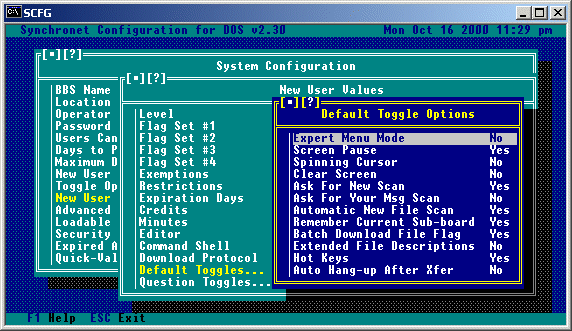 SCFG
Synchronet Configuration for DOS v2.30 Mon Oct 16 2000 11:29 pm
[▪][?]
System Configuration
BBS Name
Location
Operator
Password
Users Can
Days to P
Maximum D
New User
Toggle Op
New User
Advanced
Loadable
Security
Expired A
Quick-Val
[▪][?]
New User Values
Level
Flag Set #1
Flag Set #2
Flag Set #3
Flag Set #4
Exemptions
Restrictions
Expiration Days
Credits
Minutes
Editor
Command Shell
Download Protocol
Default Toggles...
Question Toggles...
[▪][?]
Default Toggle Options
Expert Menu Mode No
Screen Pause Yes
Spinning Cursor No
Clear Screen No
Ask For New Scan Yes
Ask For Your Msg Scan No
Automatic New File Scan Yes
Remember Current Sub-board Yes
Batch Download File Flag Yes
Extended File Descriptions No
Hot Keys Yes
Auto Hang-up After Xfer No
F1 Help ESC Exit